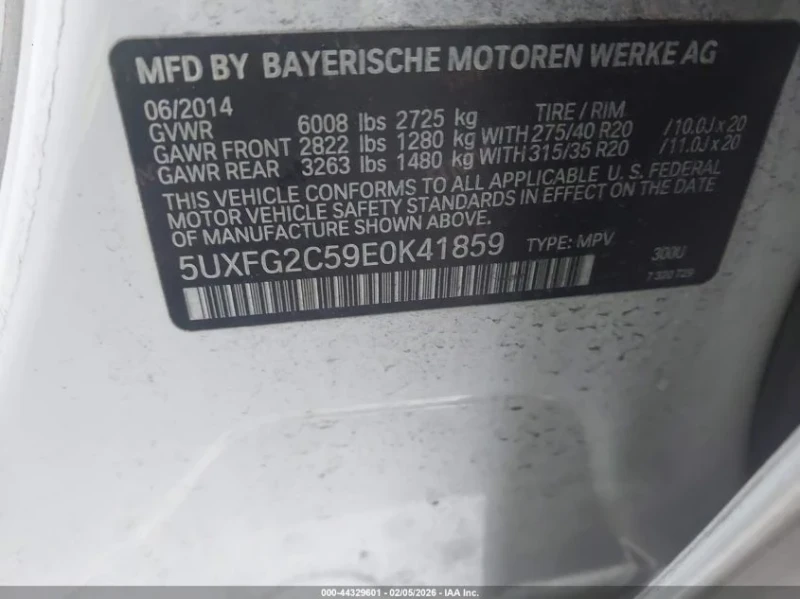 MFD BY BAYERISCHE MOTOREN WERKE AG
06/2014 TIRE / RIM
GVWR 6008 lbs 2725 kg
GAWR FRONT 2822 lbs 1280 kg WITH 275/40 R20 /10.0J x 20
GAWR REAR 3263 lbs 1480 kg WITH 315/35 R20 /11.0J x 20
THIS VEHICLE CONFORMS TO ALL APPLICABLE U. S. FEDERAL
MOTOR VEHICLE SAFETY STANDARDS IN EFFECT ON THE DATE
OF MANUFACTURE SHOWN ABOVE.
5UXFG2C59E0K41859 TYPE: MPV 300U
000-44329601 - 02/05/2026 - IAA Inc.